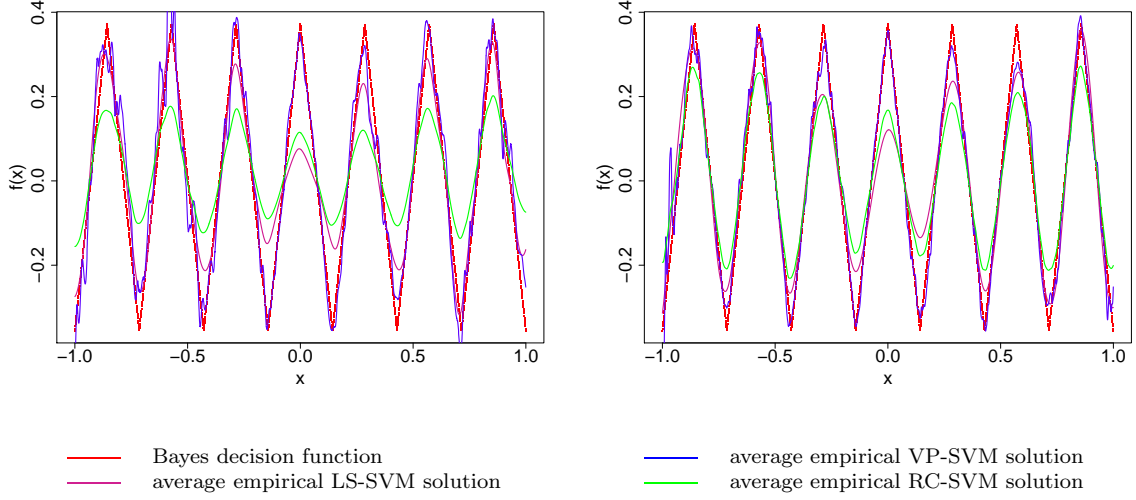 0.4
0.2
0.0
−0.2
f(x)
−1.0 −0.5 0.0 0.5 1.0
x
0.4
0.2
0.0
−0.2
f(x)
−1.0 −0.5 0.0 0.5 1.0
x
Bayes decision function
average empirical LS-SVM solution
average empirical VP-SVM solution
average empirical RC-SVM solution